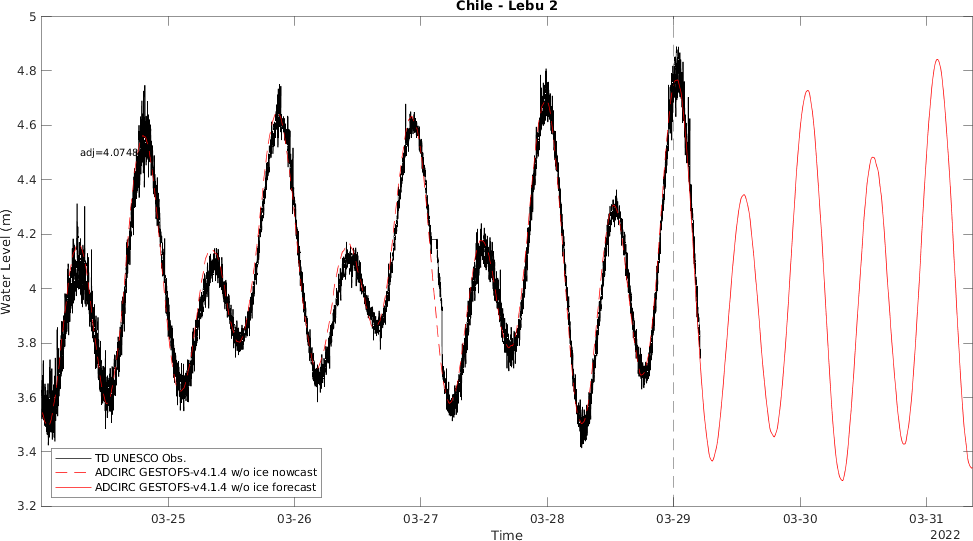 Chile - Lebu 2
5
4.8
4.6
4.4
4.2
4
3.8
3.6
3.4
3.2
Water Level (m)
adj=4.0748
TD UNESCO Obs.
ADCIRC GESTOFS-v4.1.4 w/o ice nowcast
ADCIRC GESTOFS-v4.1.4 w/o ice forecast
03-25 03-26 03-27 03-28 03-29 03-30 03-31
Time
2022